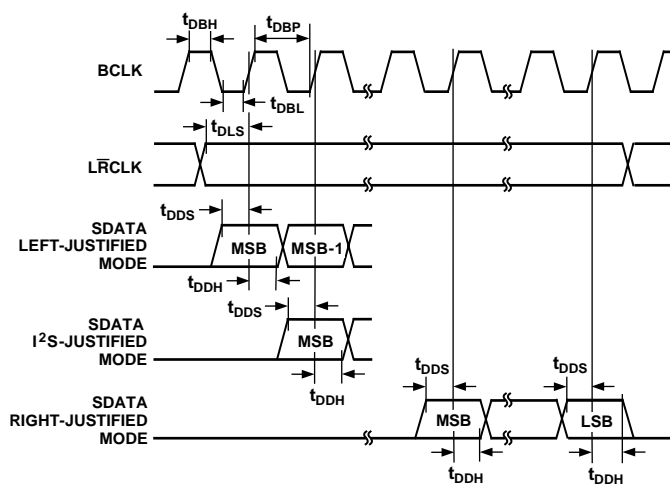 tDBH
tDBP
BCLK
tDBL
tDLS
LRCLK
tDDS
SDATA
LEFT-JUSTIFIED
MODE
MSB
MSB-1
tDDH
tDDS
SDATA
I²S-JUSTIFIED
MODE
MSB
tDDH
tDDS
tDDS
SDATA
RIGHT-JUSTIFIED
MODE
MSB
LSB
tDDH
tDDH